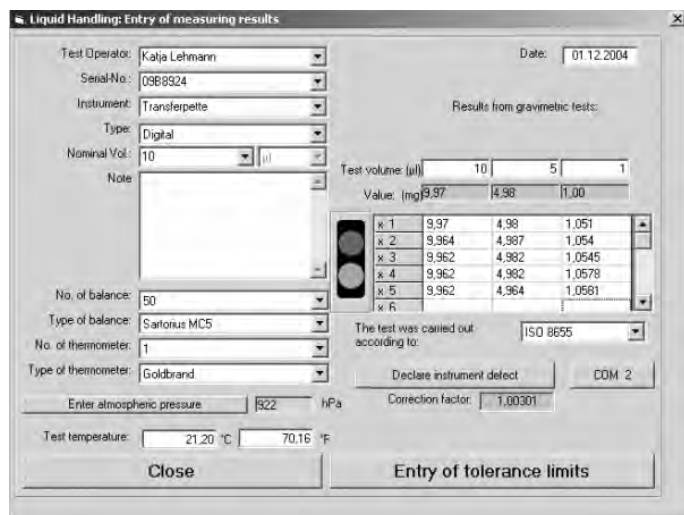 Liquid Handling: Entry of measuring results
Test Operator: Katja Lehmann
Date: 01.12.2004
Serial-No.: 09B8924
Instrument: Transferpette
Results from gravimetric tests:
Type: Digital
Nominal Vol.: 10 µl
Note
Test volume: (µl) 10 5 1
Value: (mg) 9,97 4,98 1,00
x 1 9,97 4,98 1,051
x 2 9,964 4,987 1,054
x 3 9,962 4,982 1,0545
x 4 9,962 4,982 1,0578
x 5 9,962 4,964 1,0581
x 6
No. of balance: 50
Type of balance: Sartorius MC5
The test was carried out
according to: ISO 8655
No. of thermometer: 1
Type of thermometer: Goldbrand
Declare instrument defect COM 2
Enter atmospheric pressure 922 hPa
Correction factor: 1,00301
Test temperature: 21,20 °C 70,16 °F
Close
Entry of tolerance limits